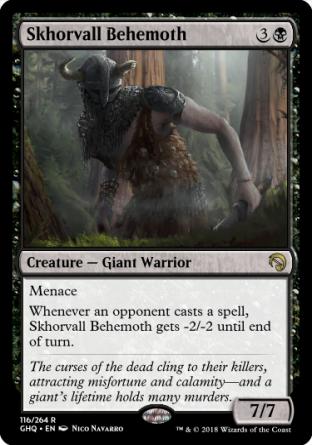 Skhorvall Behemoth 3
Creature — Giant Warrior
Menace
Whenever an opponent casts a spell,
Skhorvall Behemoth gets -2/-2 until end
of turn.
The curses of the dead cling to their killers,
attracting misfortune and calamity—and a
giant's lifetime holds many murders.
7/7
116/264 R
GHQ • EN Nico Navarro
™ & © 2018 Wizards of the Coast